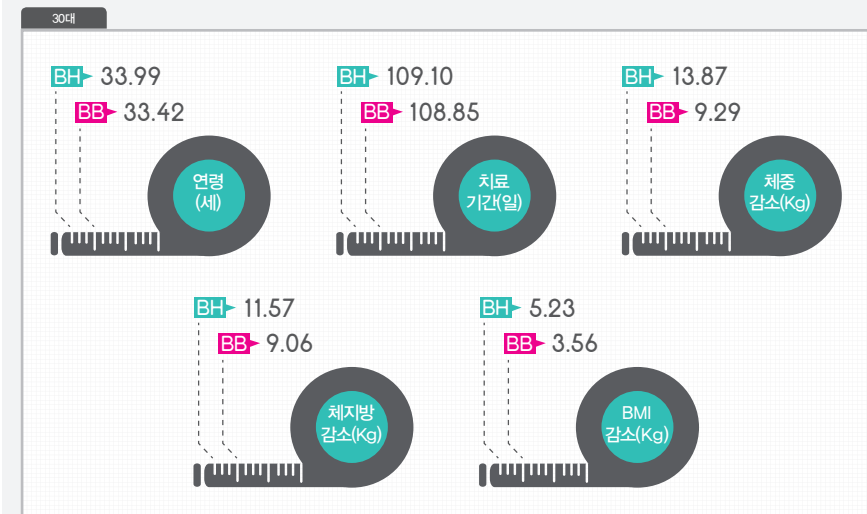 30대
BH 33.99
BB 33.42
연령
(세)
BH 109.10
BB 108.85
치료
기간(일)
BH 13.87
BB 9.29
체중
감소(Kg)
BH 11.57
BB 9.06
체지방
감소(Kg)
BH 5.23
BB 3.56
BMI
감소(Kg)